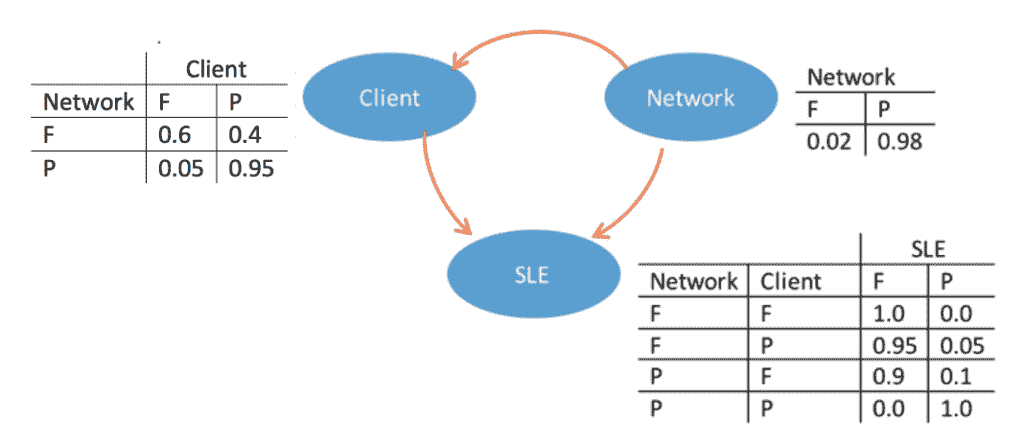 Client
Network F P
F 0.6 0.4
P 0.05 0.95
Client
Network
Network
F P
0.02 0.98
SLE
SLE
Network Client F P
F F 1.0 0.0
F P 0.95 0.05
P F 0.9 0.1
P P 0.0 1.0